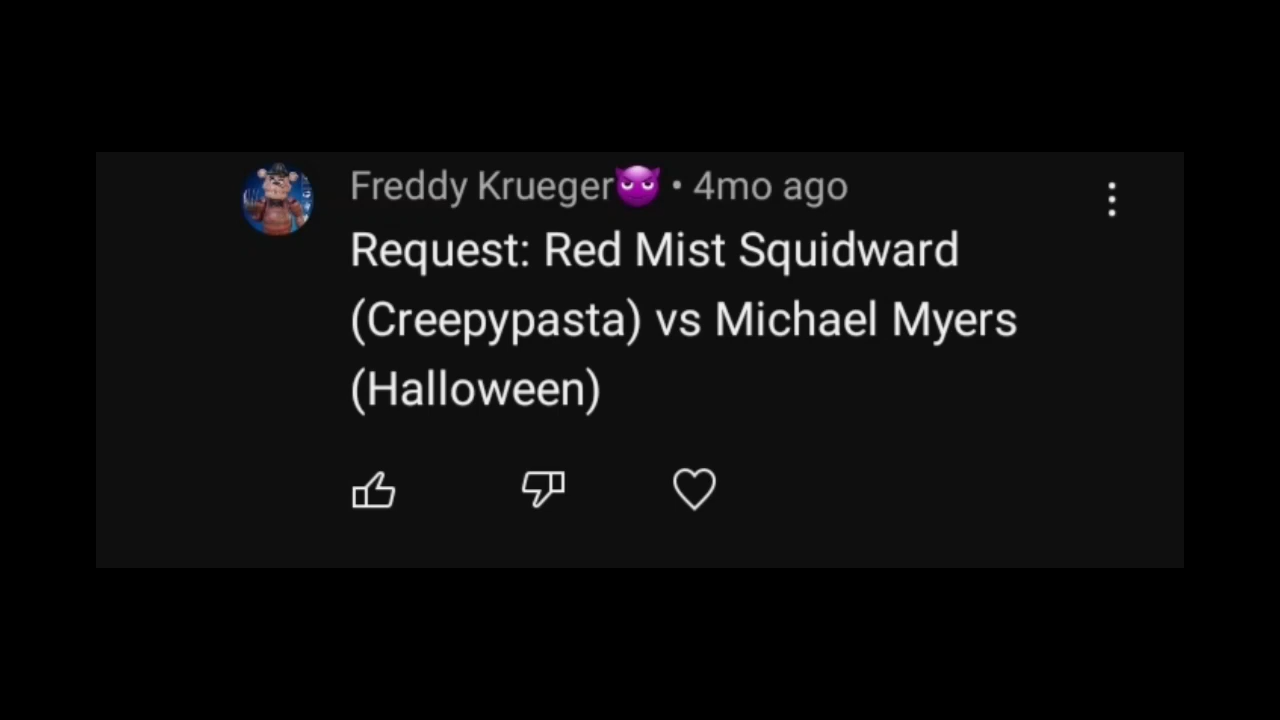 Freddy Krueger😈 • 4mo ago
Request: Red Mist Squidward
(Creepypasta) vs Michael Myers
(Halloween)